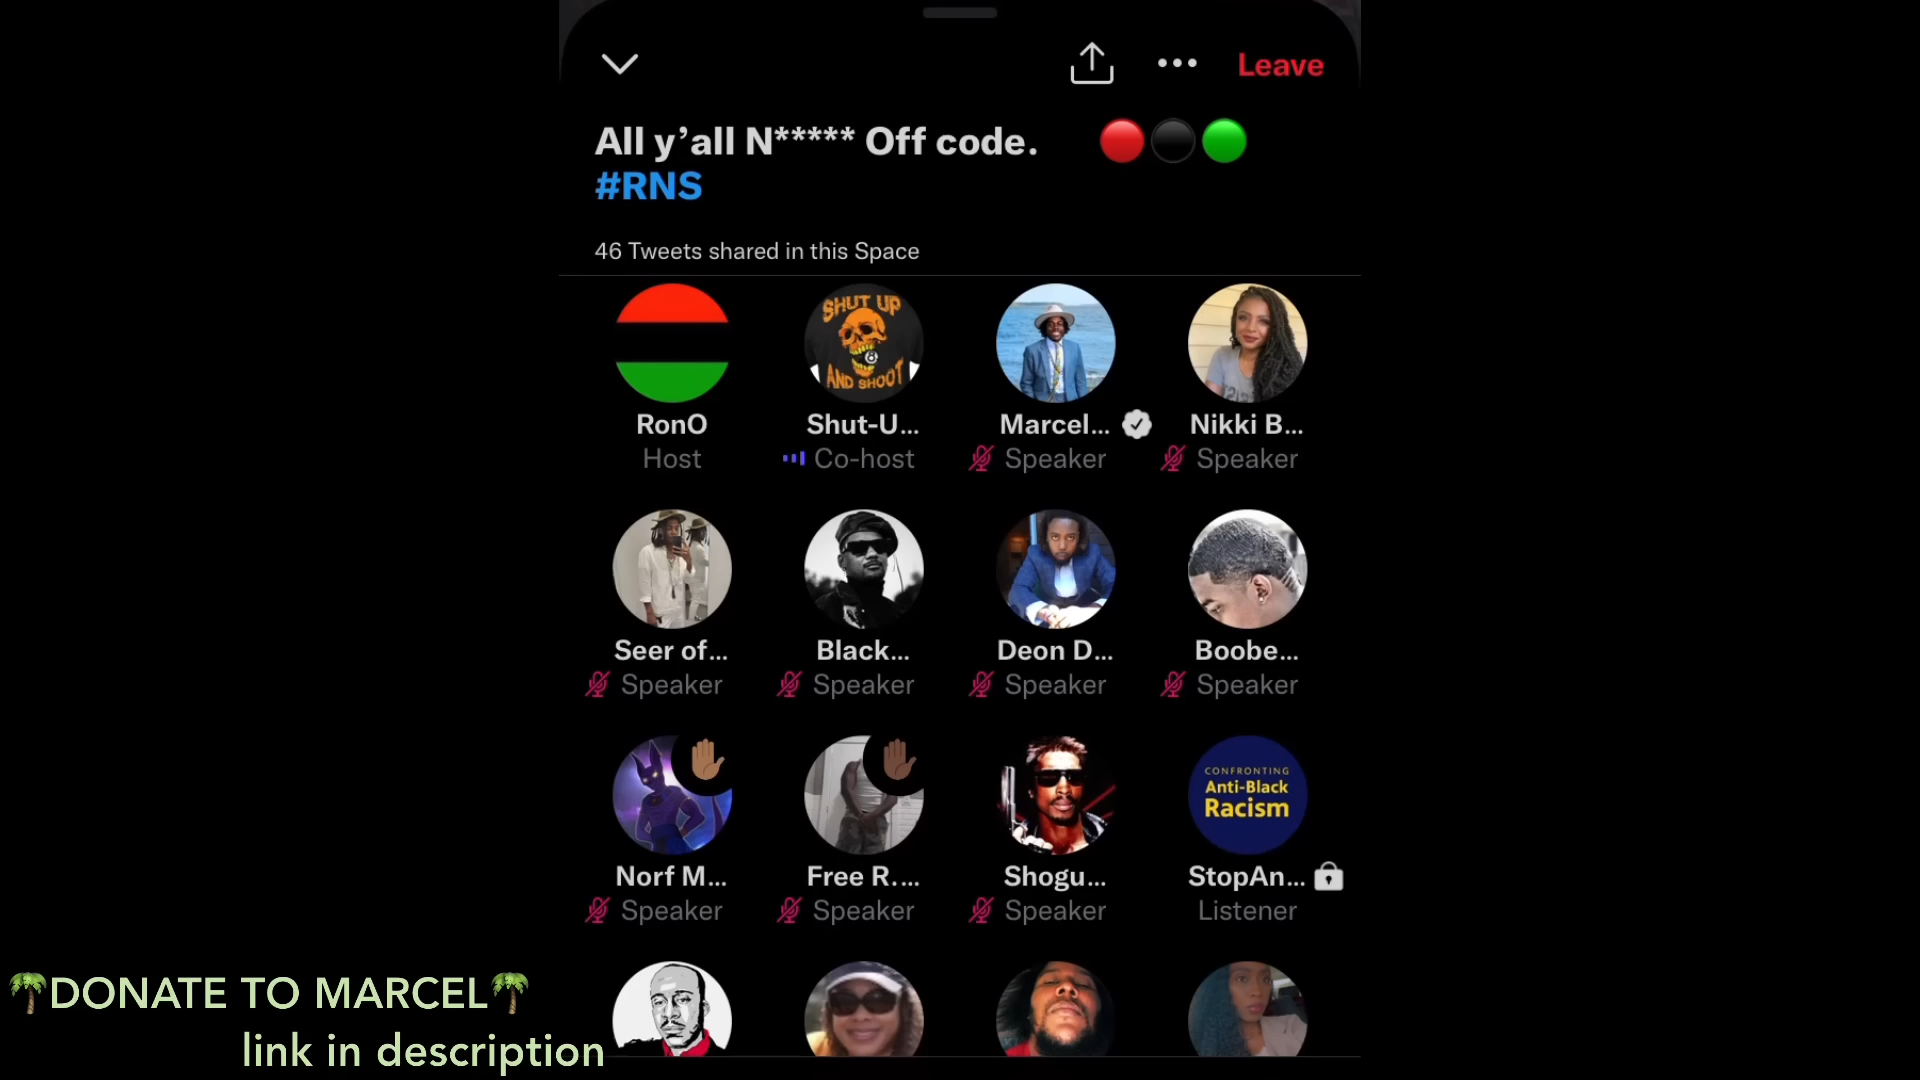 Leave
All y’all N***** Off code. 🔴⚫🟢
#RNS
46 Tweets shared in this Space
SHUT UP
AND SHOOT
RonO
Shut-U...
Marcel...
Nikki B...
Host
Co-host
Speaker
Speaker
Seer of...
Black...
Deon D...
Boobe...
Speaker
Speaker
Speaker
Speaker
CONFRONTING
Anti-Black
Racism
Norf M...
Free R....
Shogu...
StopAn...
Speaker
Speaker
Speaker
Listener
🌴DONATE TO MARCEL🌴
link in description